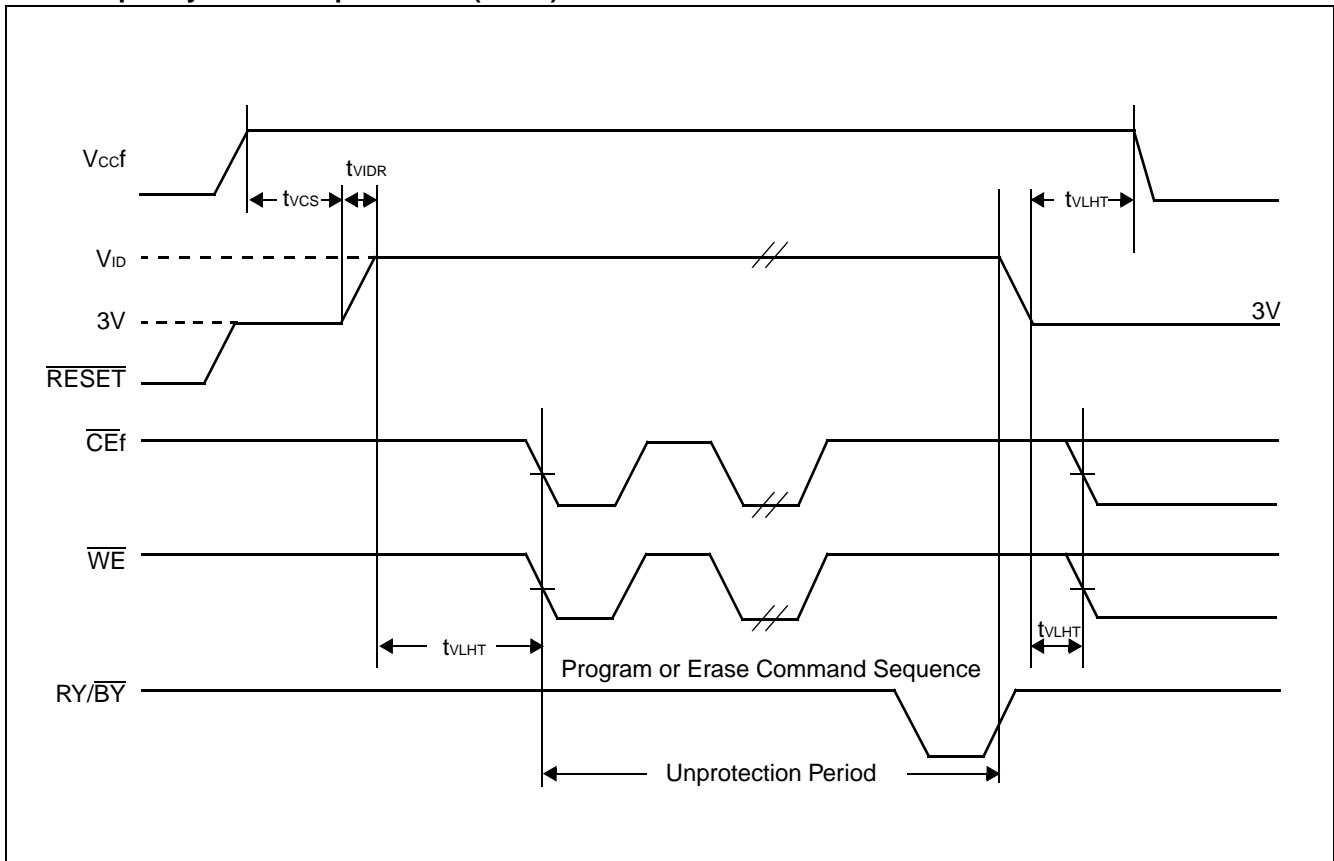 VCCf
tVIDR
tVCS
tVLHT
VID
3V
3V
RESET
CEf
WE
tVLHT
tVLHT
Program or Erase Command Sequence
RY/BY
Unprotection Period